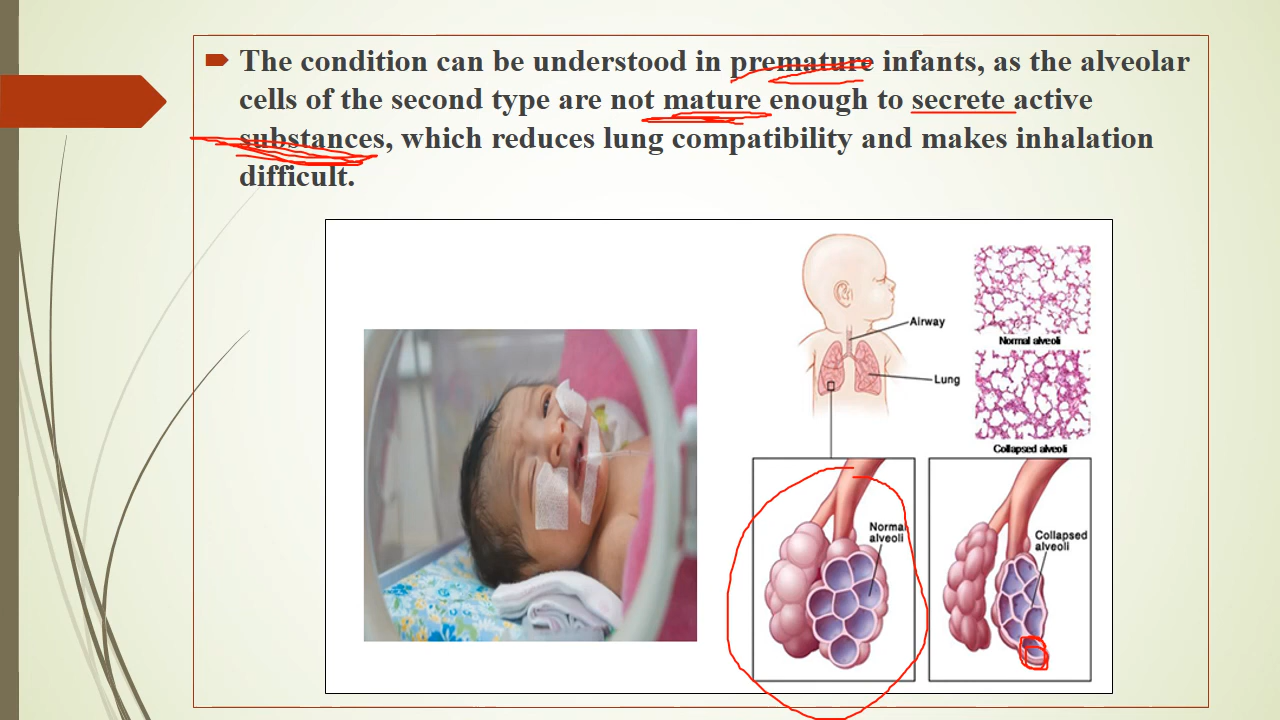 The condition can be understood in premature infants, as the alveolar
cells of the second type are not mature enough to secrete active
substances, which reduces lung compatibility and makes inhalation
difficult.
Airway
Normal alveoli
Lung
Collapsed alveoli
Normal
alveoli
Collapsed
alveoli